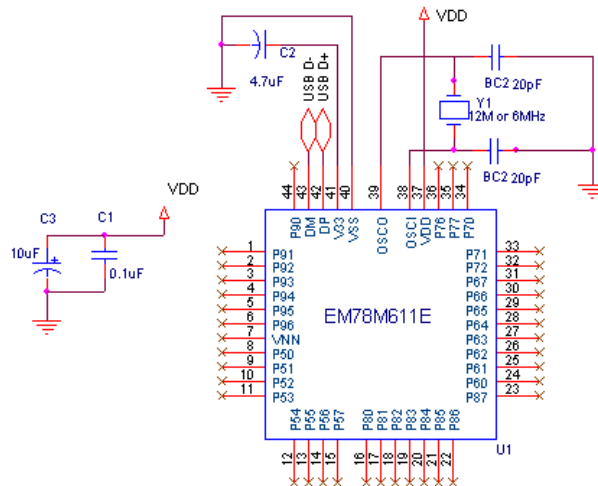 VDD
C2
4.7uF
USB D-
USB D+
BC2 20pF
Y1
12M or 6MHz
BC2 20pF
VDD
C3
C1
10uF
0.1uF
44 43 42 41 40 39 38 37 36 35 34
P90 DM DP V33 VSS OSCO OSCI VDD P76 P77 P70
1 P91 P71 33
2 P92 P72 32
3 P93 P67 31
4 P94 P66 30
5 P95 P65 29
6 P96 P64 28
7 VNN P63 27
8 P50 P62 26
9 P51 P61 25
10 P52 P60 24
11 P53 P87 23
EM78M611E
P54 P55 P56 P57 P80 P81 P82 P83 P84 P85 P86
12 13 14 15 16 17 18 19 20 21 22
U1